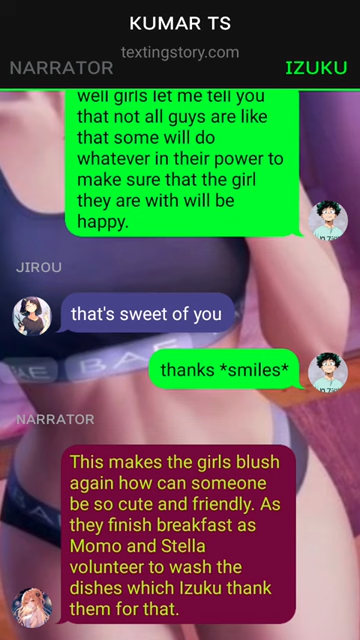 KUMAR TS
textingstory.com
NARRATOR
IZUKU
well girls let me tell you
that not all guys are like
that some will do
whatever in their power to
make sure that the girl
they are with will be
happy.
JIROU
that's sweet of you
BAE
thanks *smiles*
NARRATOR
This makes the girls blush
again how can someone
be so cute and friendly. As
they finish breakfast as
Momo and Stella
volunteer to wash the
dishes which Izuku thank
them for that.